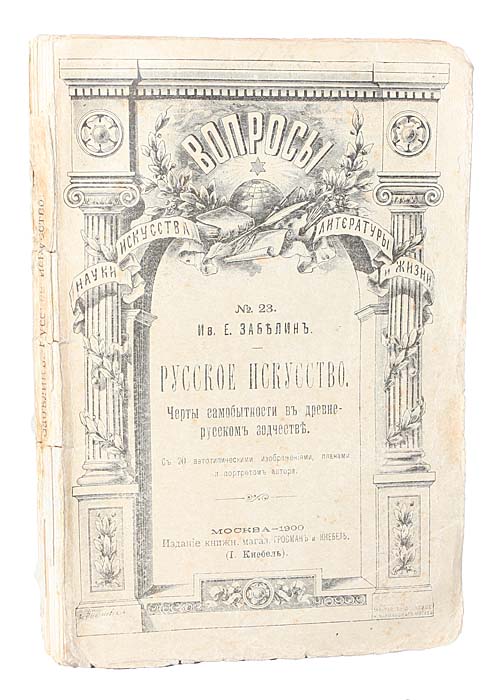 ВОПРОСЫ
НАУКИ ИСКУССТВА ЛИТЕРАТУРЫ И ЖИЗНИ
№ 23.
Ив. Е. ЗАБѢЛИНЪ.
РУССКОЕ ИСКУССТВО.
Черты самобытности въ древне-
русскомъ зодчествѣ.
Съ 20 автотипическими изображеніями, планами
и портретомъ автора.
МОСКВА—1900
Изданіе книжн. магаз. ГРОСМАНЪ и КНЕБЕЛЬ.
(І. Кнебель).
ЗАБѢЛИНЪ. РУССКОЕ ИСКУССТВО.